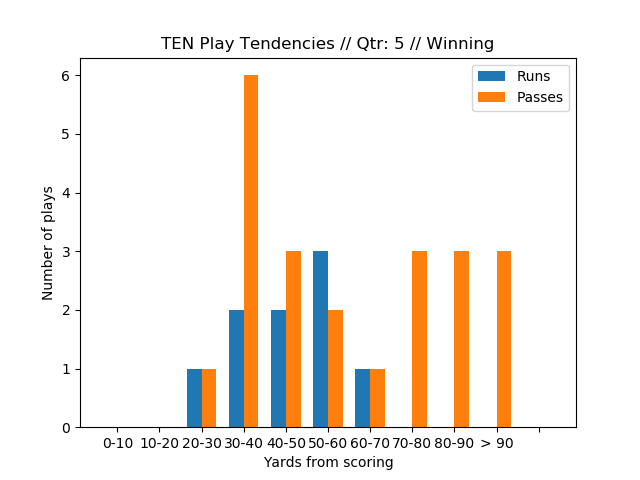 TEN Play Tendencies // Qtr: 5 // Winning
Runs
Passes
Number of plays
6
5
4
3
2
1
0
0-10 10-20 20-30 30-40 40-50 50-60 60-70 70-80 80-90 > 90
Yards from scoring